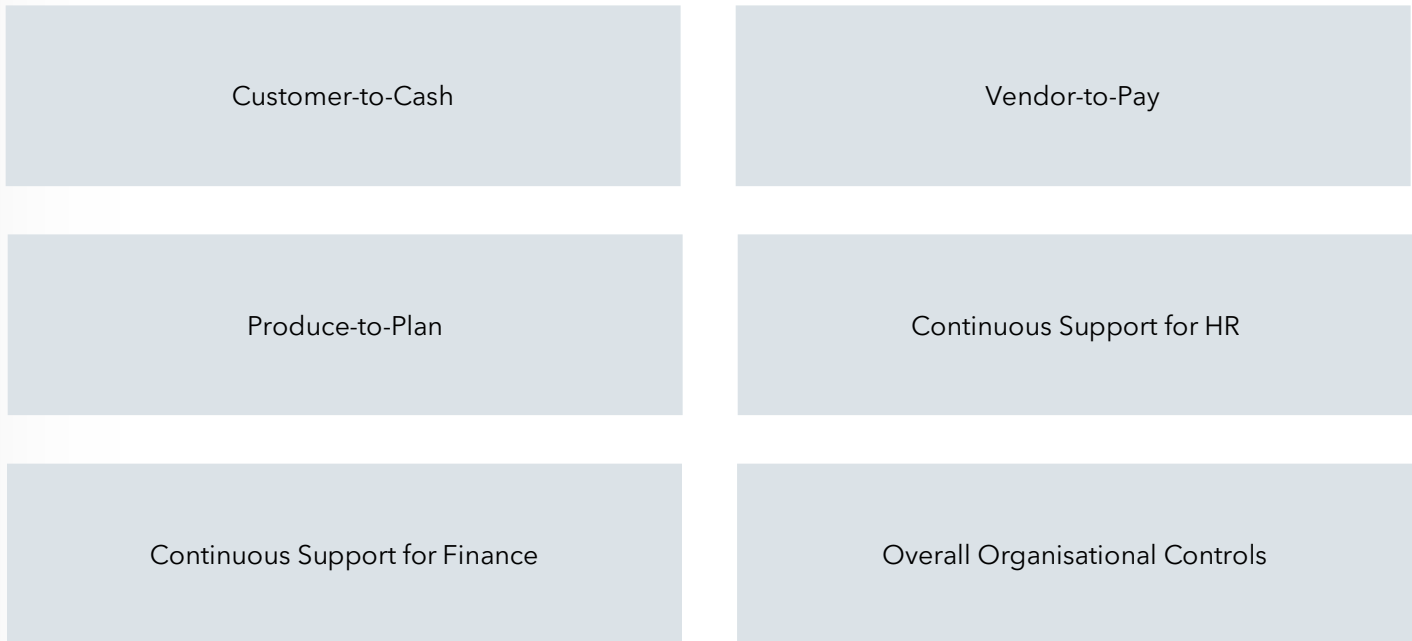 Customer-to-Cash
Vendor-to-Pay
Produce-to-Plan
Continuous Support for HR
Continuous Support for Finance
Overall Organisational Controls